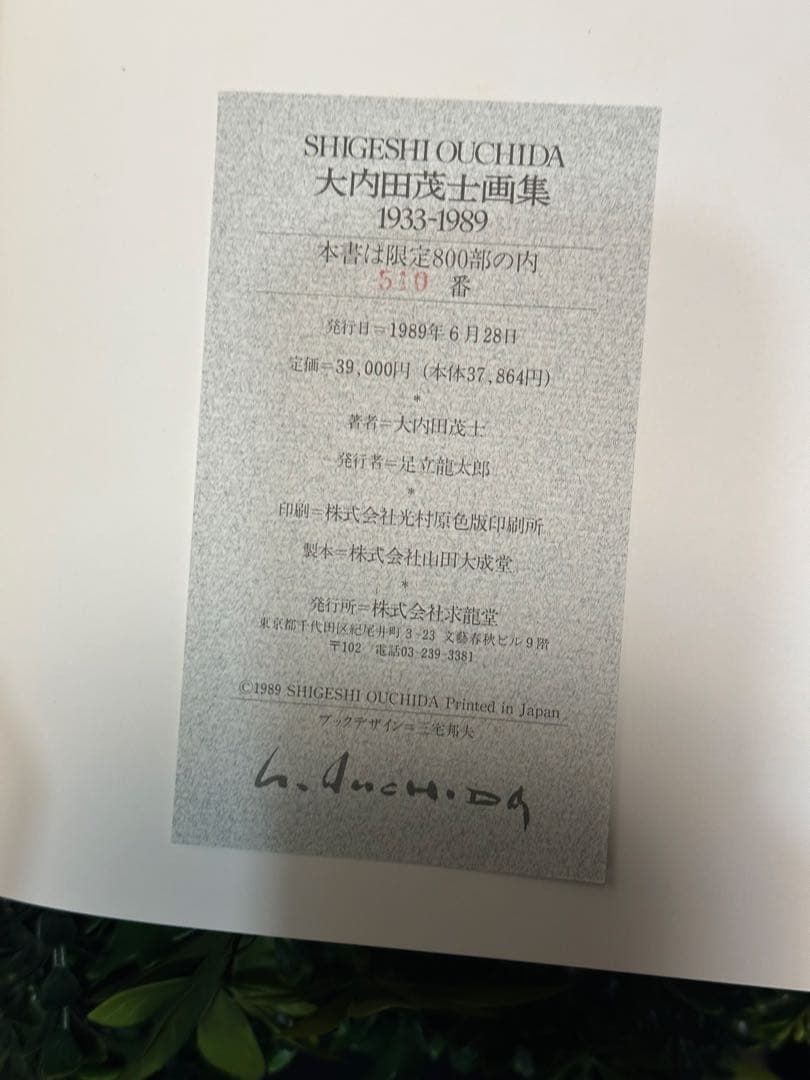 SHIGESHI OUCHIDA
大内田茂士画集
1933-1989
本書は限定800部の内
510 番
発行日=1989年6月28日
定価=39,000円（本体37,864円）
*
著者=大内田茂士
発行者=足立龍太郎
*
印刷=株式会社光村原色版印刷所
製本=株式会社山田大成堂
*
発行所=株式会社求龍堂
東京都千代田区紀尾井町3-23 文藝春秋ビル9階
〒102 電話03-239-3381
©1989 SHIGESHI OUCHIDA Printed in Japan
ブックデザイン=三宅邦夫
S. OUCHIDA